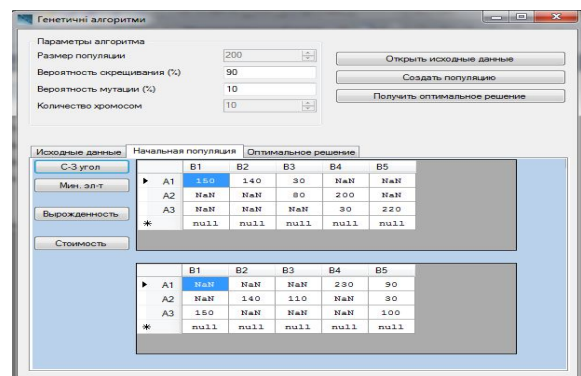 Генетичні алгоритми
Параметры алгоритма
Размер популяции 200
Вероятность скрещивания (%) 90
Вероятность мутации (%) 10
Количество хромосом 10
Открыть исходные данные
Создать популяцию
Получить оптимальное решение
Исходные данные Начальная популяция Оптимальное решение
С-З угол
Мин. эл-т
Вырожденность
Стоимость
B1 B2 B3 B4 B5
A1 150 140 30 NaN NaN
A2 NaN NaN 80 200 NaN
A3 NaN NaN NaN 30 220
null null null null null
B1 B2 B3 B4 B5
A1 NaN NaN NaN 230 90
A2 NaN 140 110 NaN 30
A3 150 NaN NaN NaN 100
null null null null null